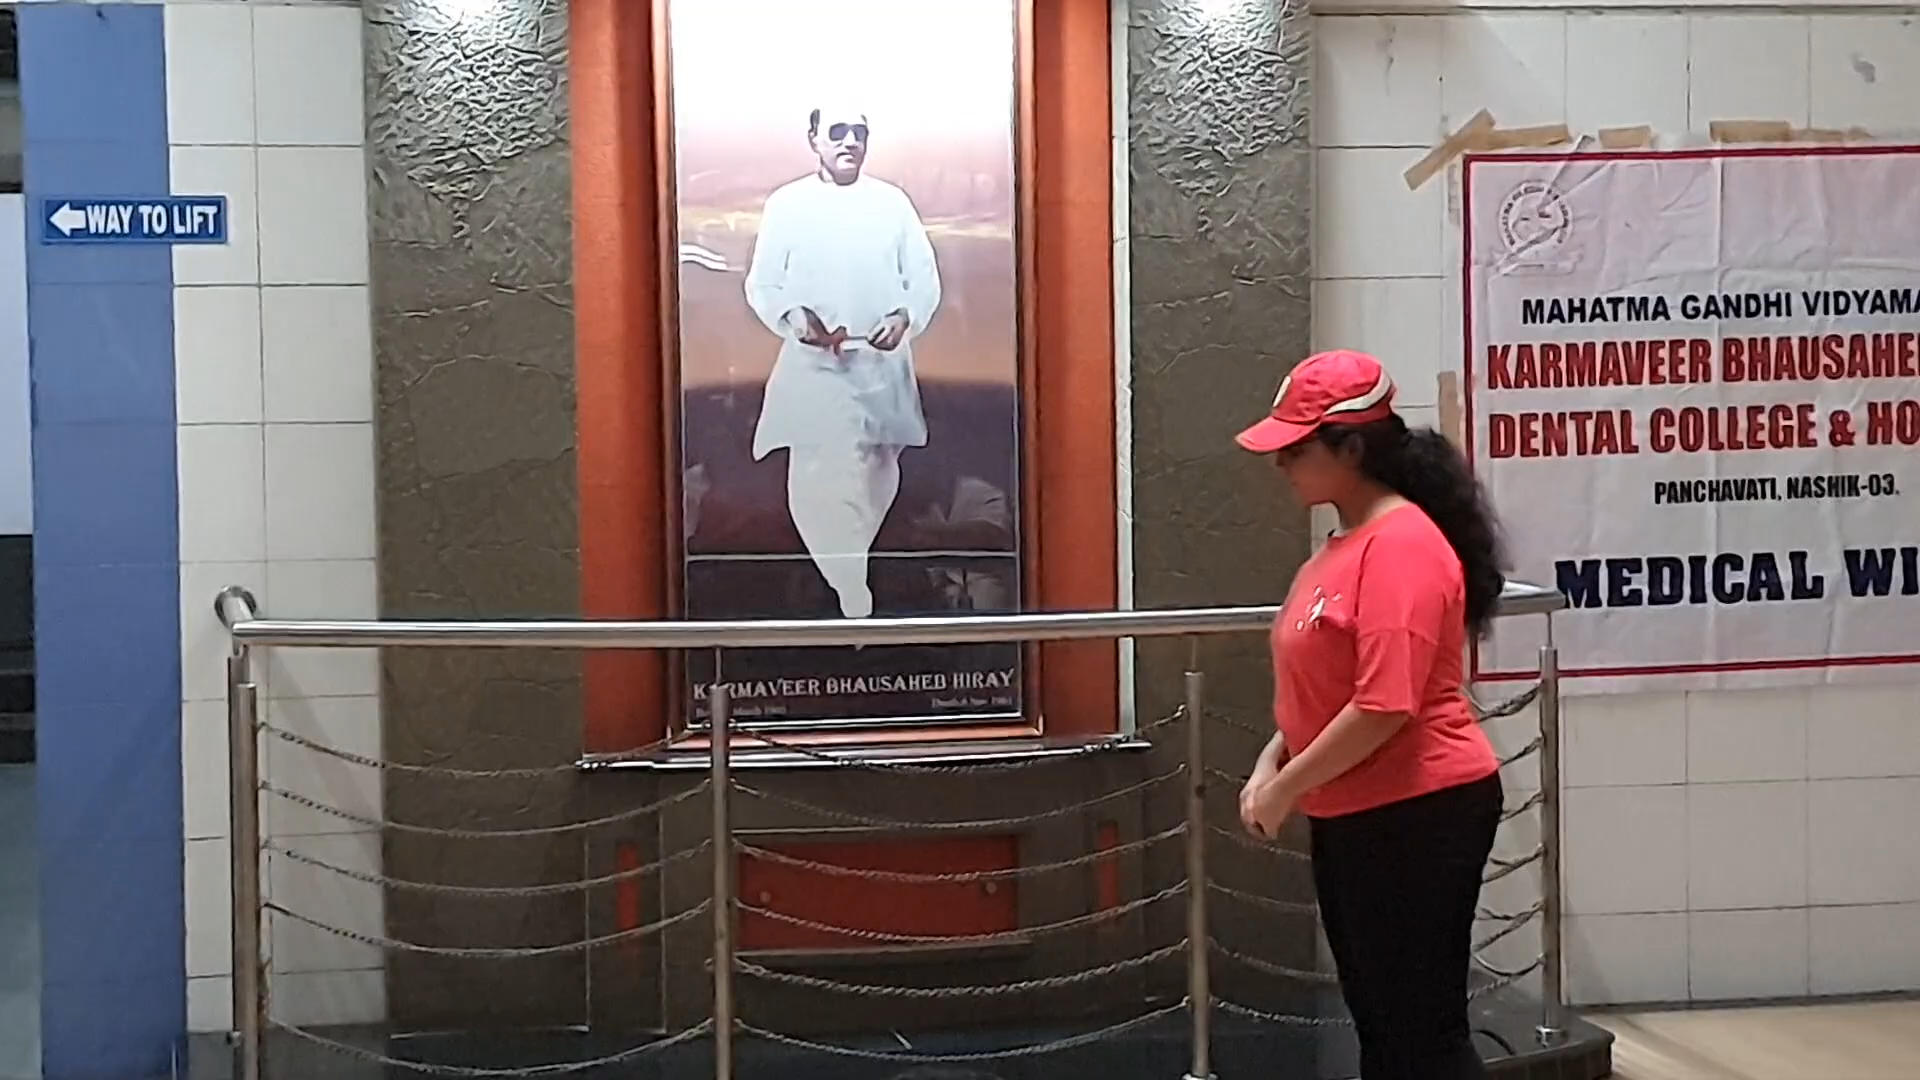 WAY TO LIFT
MAHATMA GANDHI VIDYAMA
KARMAVEER BHAUSAHE
DENTAL COLLEGE & HO
PANCHAVATI, NASHIK-03.
MEDICAL WI
KARMAVEER BHAUSAHEB HIRAY